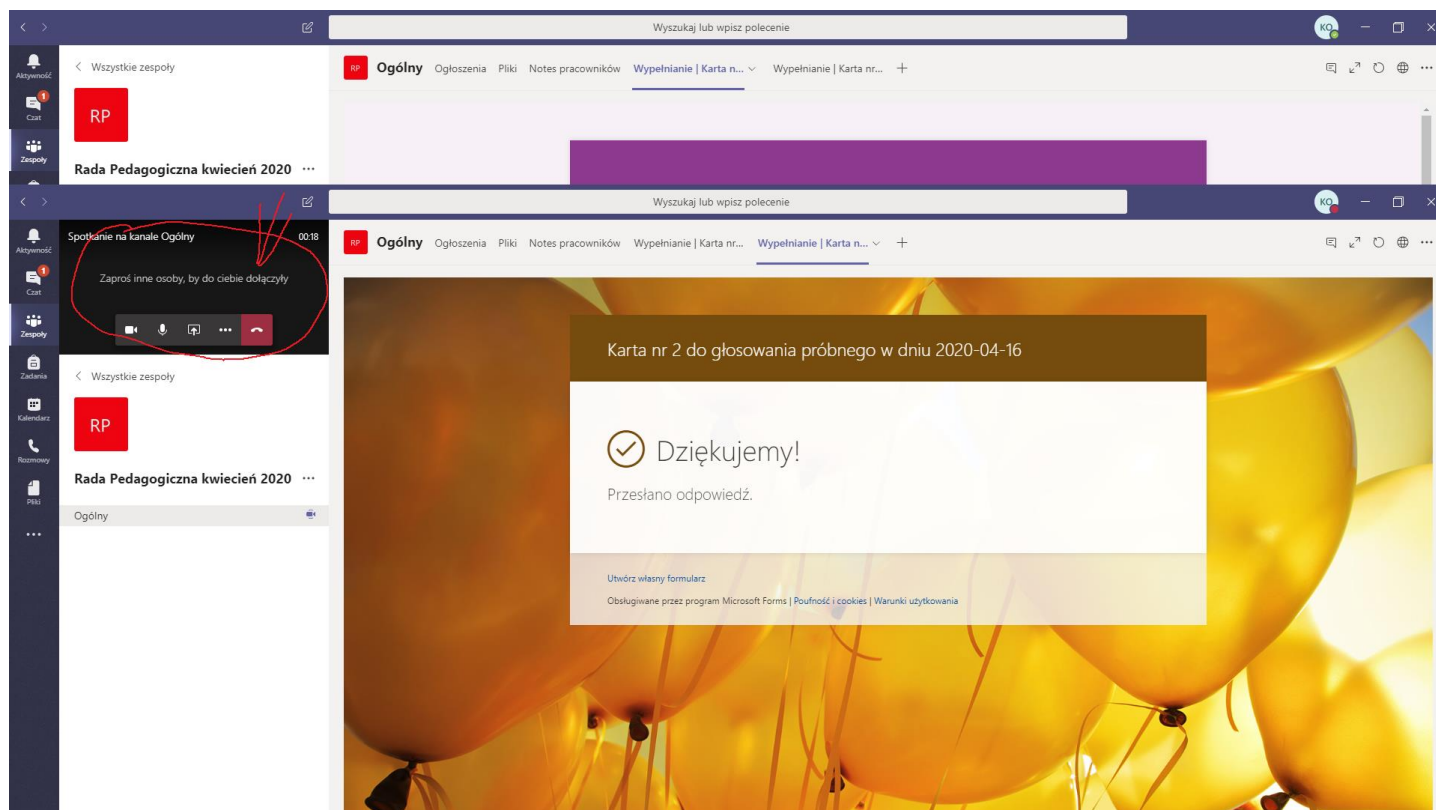 Wyszukaj lub wpisz polecenie
KO
Aktywność
Wszystkie zespoły
RP Ogólny Ogłoszenia Pliki Notes pracowników Wypełnianie | Karta n... Wypełnianie | Karta nr...
1
Czat
RP
Zespoły
Rada Pedagogiczna kwiecień 2020
Wyszukaj lub wpisz polecenie
KO
Aktywność
Spotkanie na kanale Ogólny 00:18
RP Ogólny Ogłoszenia Pliki Notes pracowników Wypełnianie | Karta nr... Wypełnianie | Karta n...
1
Czat
Zaproś inne osoby, by do ciebie dołączyły
Zespoły
Zadania
Wszystkie zespoły
Kalendarz
RP
Rozmowy
Rada Pedagogiczna kwiecień 2020
Pliki
Ogólny
Karta nr 2 do głosowania próbnego w dniu 2020-04-16
Dziękujemy!
Przesłano odpowiedź.
Utwórz własny formularz
Obsługiwane przez program Microsoft Forms | Poufność i cookies | Warunki użytkowania